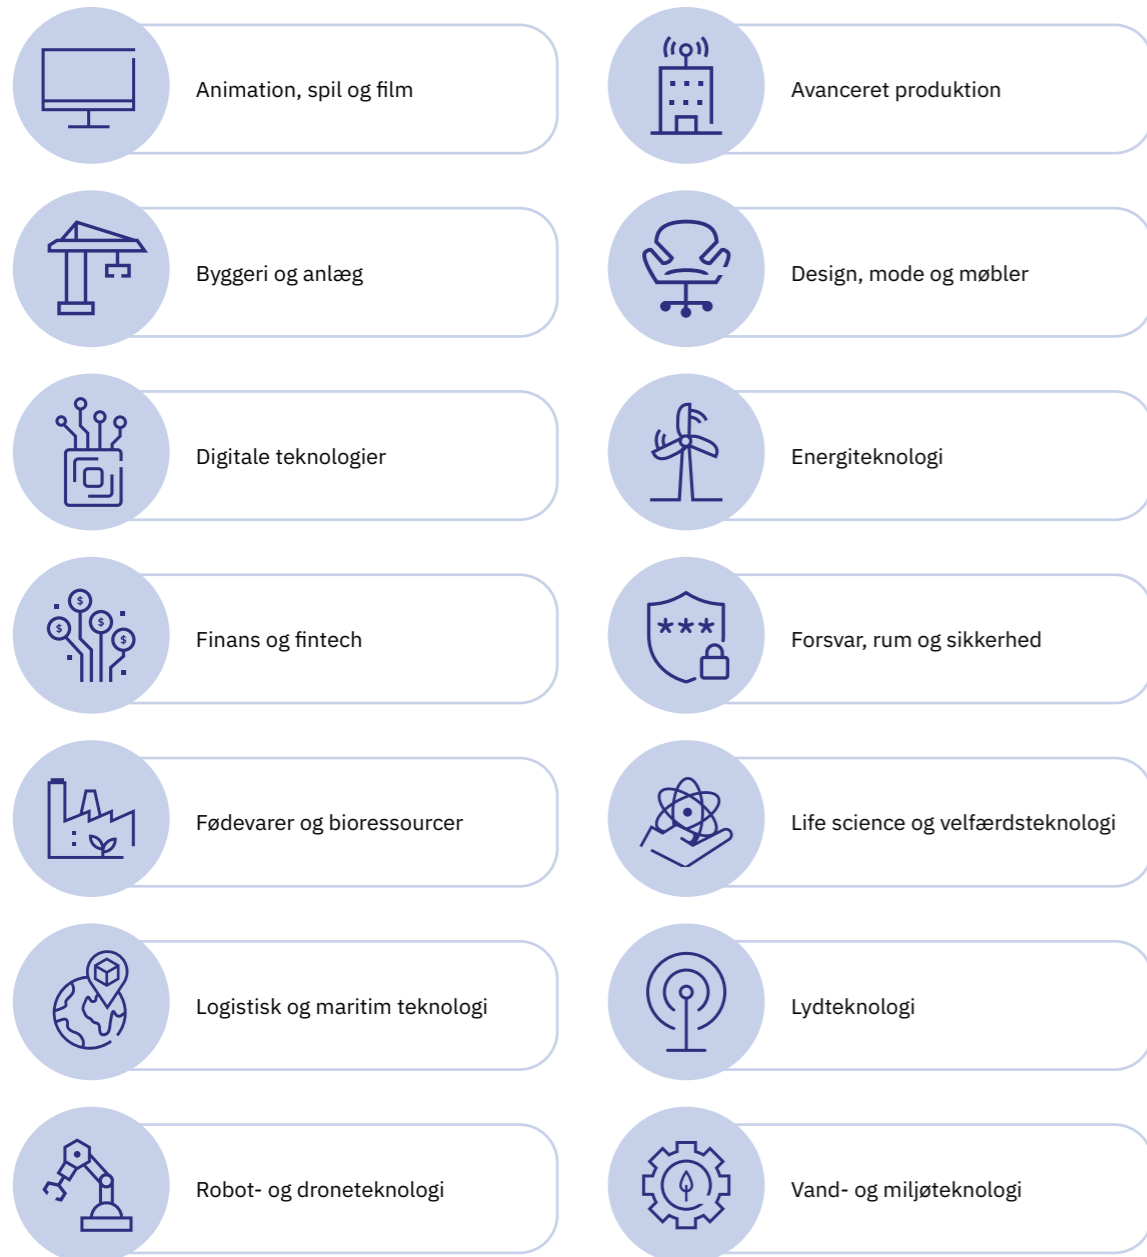 Animation, spil og film
Avanceret produktion
Byggeri og anlæg
Design, mode og møbler
Digitale teknologier
Energiteknologi
$
$
$
$
Finans og fintech
***
Forsvar, rum og sikkerhed
Fødevarer og bioressourcer
Life science og velfærdsteknologi
Logistisk og maritim teknologi
Lydteknologi
Robot- og droneteknologi
Vand- og miljøteknologi